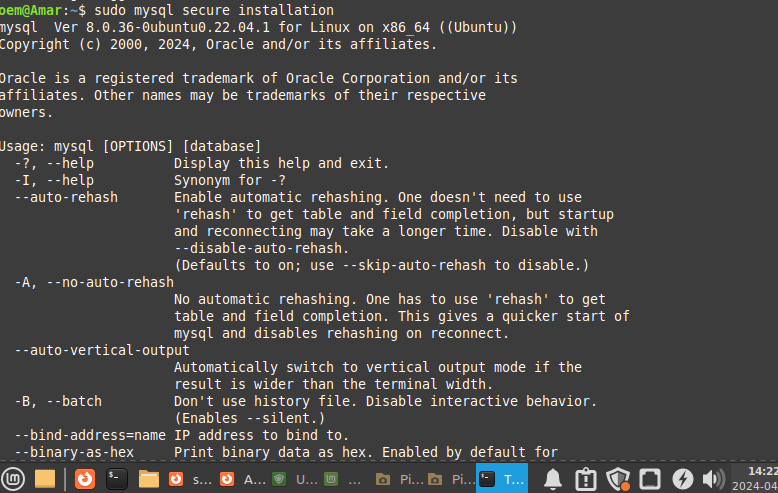 oem@Amar:~$ sudo mysql secure installation
mysql  Ver 8.0.36-0ubuntu0.22.04.1 for Linux on x86_64 ((Ubuntu))
Copyright (c) 2000, 2024, Oracle and/or its affiliates.
Oracle is a registered trademark of Oracle Corporation and/or its
affiliates. Other names may be trademarks of their respective
owners.
Usage: mysql [OPTIONS] [database]
-?, --help          Display this help and exit.
-I, --help          Synonym for -?
--auto-rehash       Enable automatic rehashing. One doesn't need to use
'rehash' to get table and field completion, but startup
and reconnecting may take a longer time. Disable with
--disable-auto-rehash.
(Defaults to on; use --skip-auto-rehash to disable.)
-A, --no-auto-rehash
No automatic rehashing. One has to use 'rehash' to get
table and field completion. This gives a quicker start of
mysql and disables rehashing on reconnect.
--auto-vertical-output
Automatically switch to vertical output mode if the
result is wider than the terminal width.
-B, --batch         Don't use history file. Disable interactive behavior.
(Enables --silent.)
--bind-address=name IP address to bind to.
--binary-as-hex     Print binary data as hex. Enabled by default for
s... A... U... ... Pi... Pi... T... 14:22
2024-04